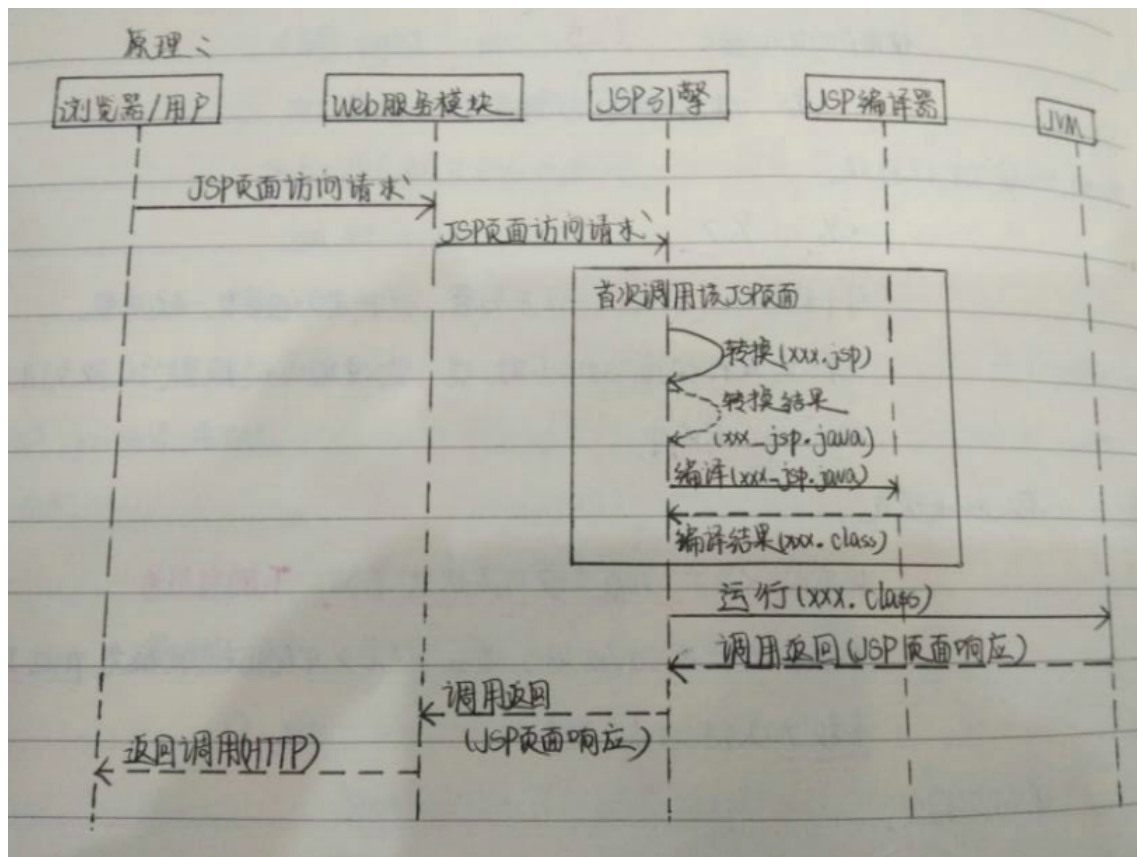 原理:
浏览器/用户
Web服务模块
JSP引擎
JSP编译器
JVM
JSP页面访问请求
JSP页面访问请求
首次调用该JSP页面
转换(xxx.jsp)
转换结果
(xxx_jsp.java)
编译(xxx_jsp.java)
编译结果(xxx.class)
运行(xxx.class)
调用返回(JSP页面响应)
调用返回
(JSP页面响应)
返回调用(HTTP)